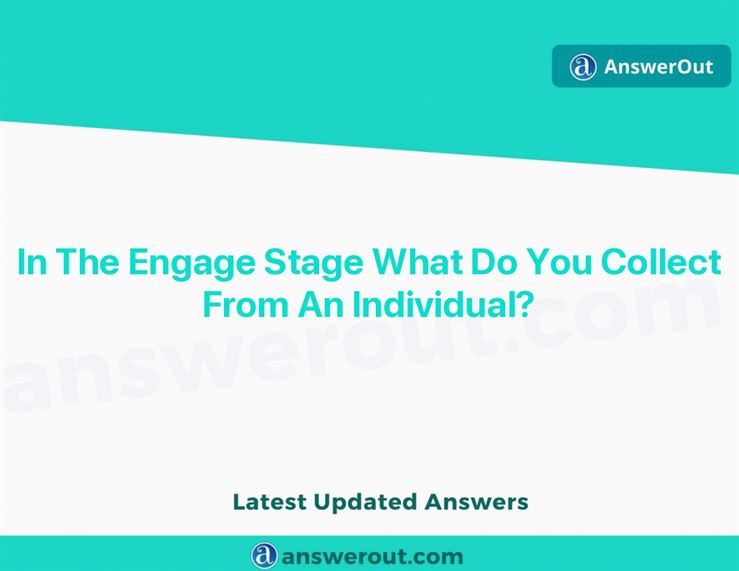 AnswerOut
In The Engage Stage What Do You Collect
From An Individual?
answerout.com
Latest Updated Answers
answerout.com